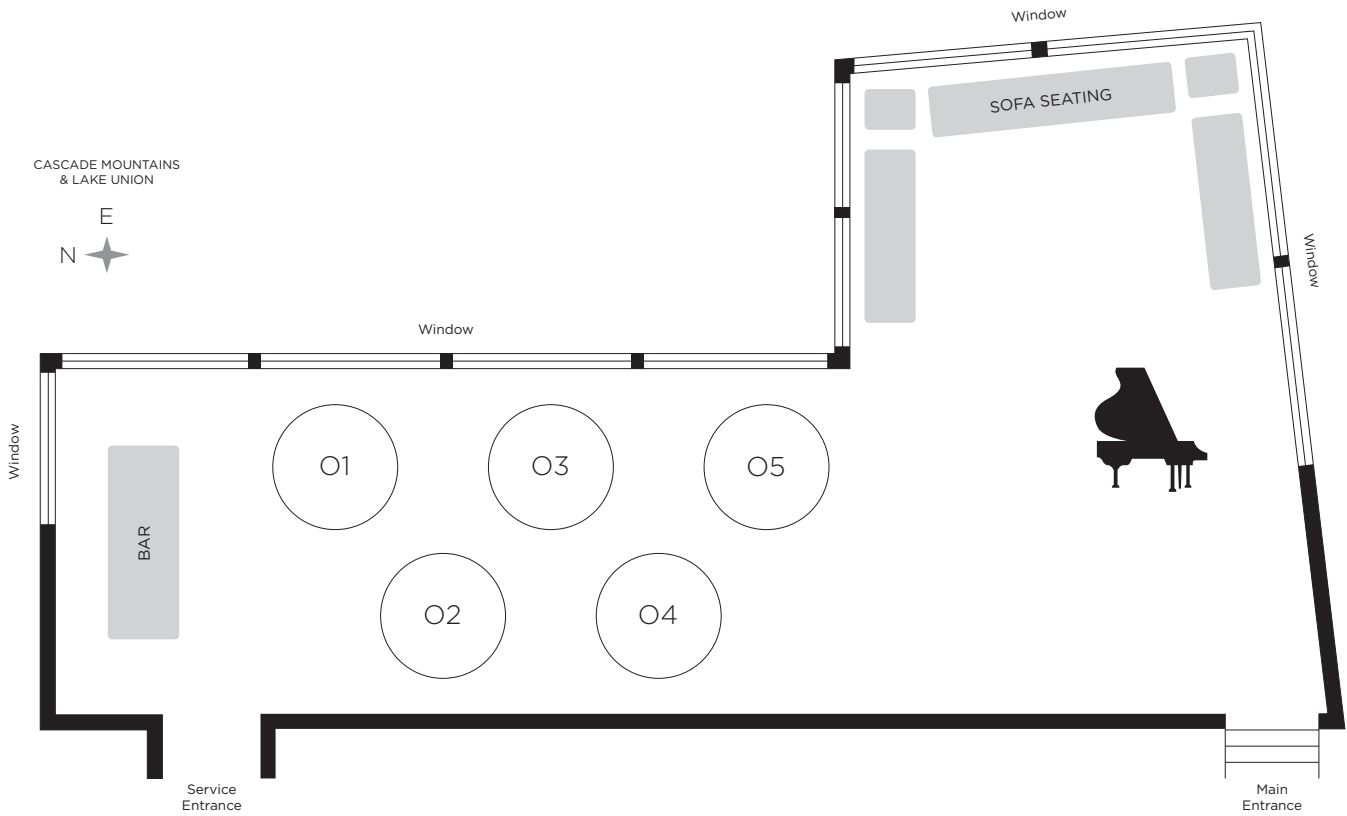 Window
SOFA SEATING
CASCADE MOUNTAINS
& LAKE UNION
E
N
Window
Window
Window
O1
O3
O5
BAR
O2
O4
Service
Entrance
Main
Entrance